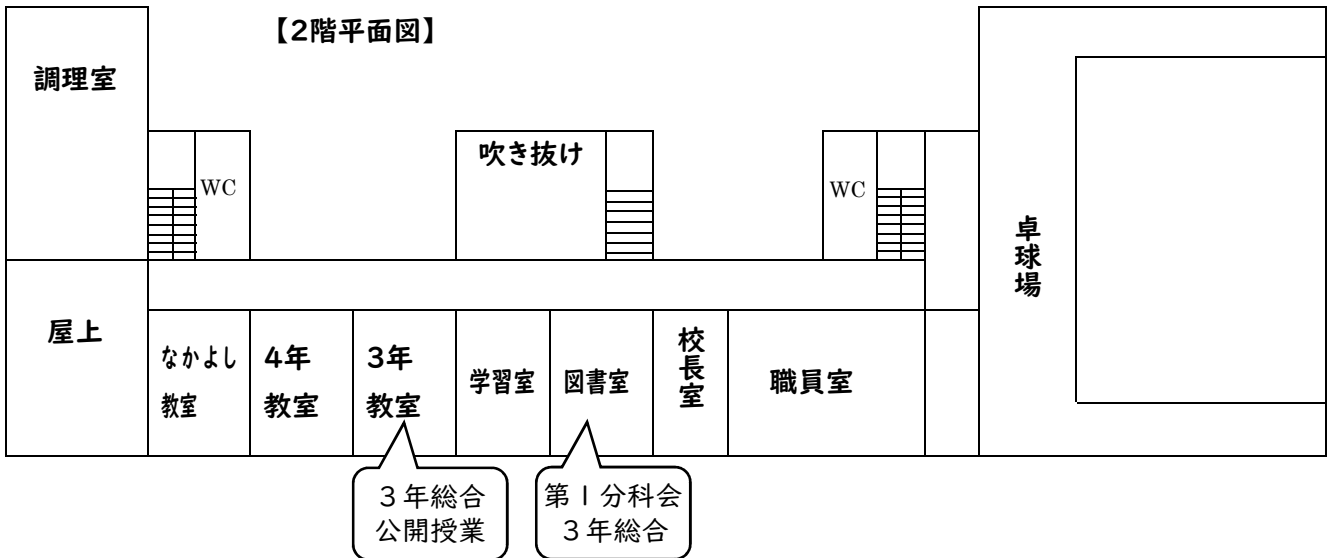 【2階平面図】
調理室
WC
吹き抜け
WC
卓球場
屋上
なかよし
教室
4年
教室
3年
教室
学習室
図書室
校長室
職員室
３年総合
公開授業
第１分科会
３年総合